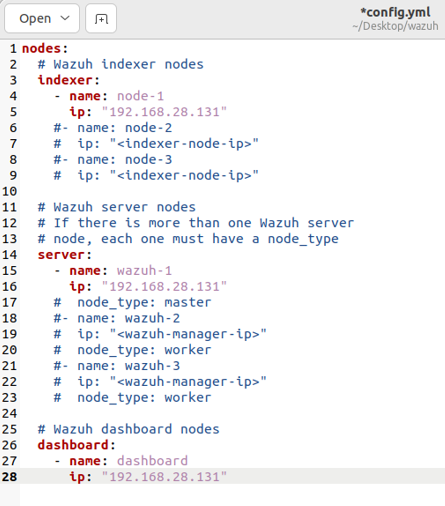 Open
*config.yml
~/Desktop/wazuh
1 nodes:
2   # Wazuh indexer nodes
3   indexer:
4     - name: node-1
5       ip: "192.168.28.131"
6     #- name: node-2
7     #  ip: "<indexer-node-ip>"
8     #- name: node-3
9     #  ip: "<indexer-node-ip>"
10
11   # Wazuh server nodes
12   # If there is more than one Wazuh server
13   # node, each one must have a node_type
14   server:
15     - name: wazuh-1
16       ip: "192.168.28.131"
17     #  node_type: master
18     #- name: wazuh-2
19     #  ip: "<wazuh-manager-ip>"
20     #  node_type: worker
21     #- name: wazuh-3
22     #  ip: "<wazuh-manager-ip>"
23     #  node_type: worker
24
25   # Wazuh dashboard nodes
26   dashboard:
27     - name: dashboard
28       ip: "192.168.28.131"